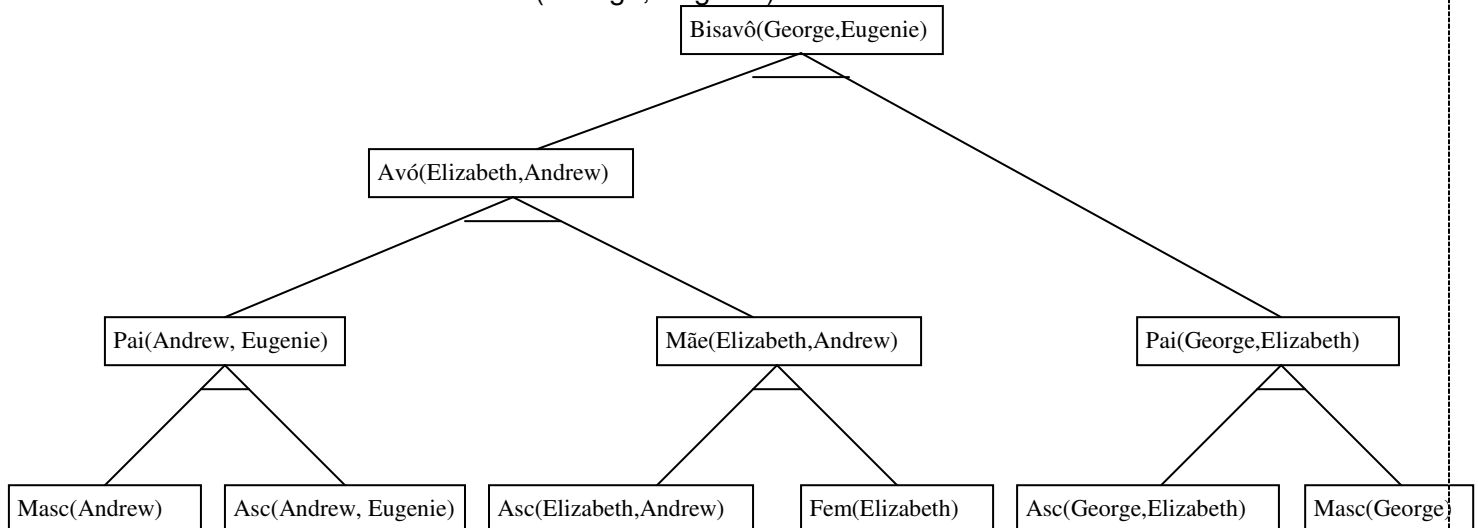 Bisavô(George,Eugenie)
Avó(Elizabeth,Andrew)
Pai(Andrew, Eugenie)
Mãe(Elizabeth,Andrew)
Pai(George,Elizabeth)
Masc(Andrew)
Asc(Andrew, Eugenie)
Asc(Elizabeth,Andrew)
Fem(Elizabeth)
Asc(George,Elizabeth)
Masc(George)